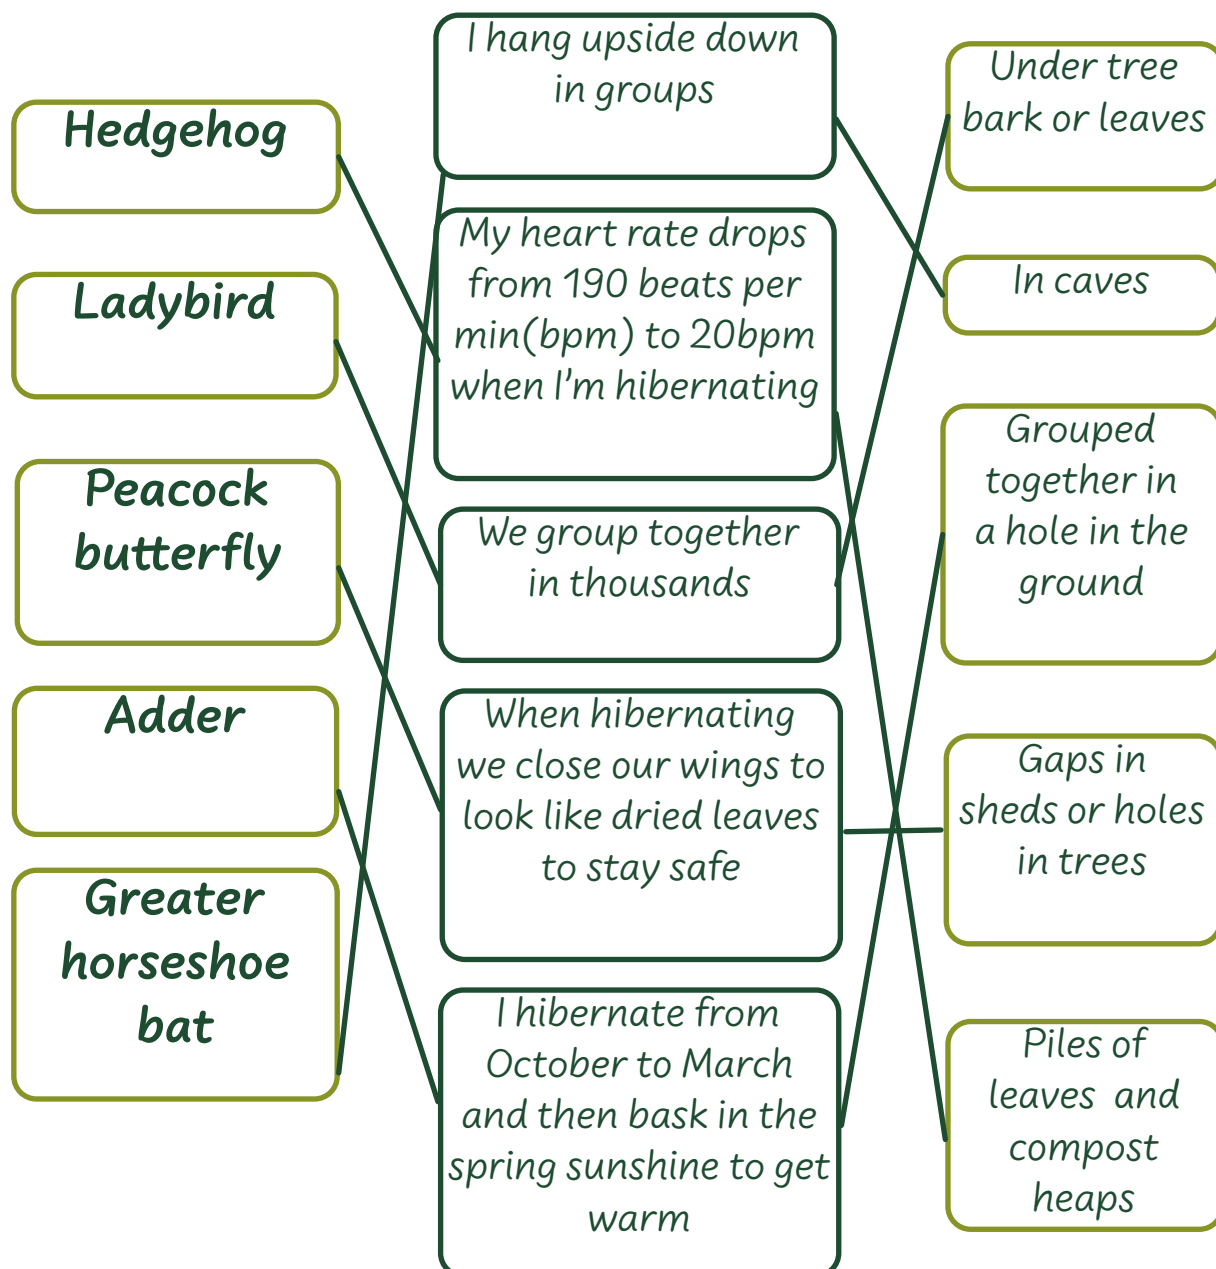 Hedgehog
Ladybird
Peacock
butterfly
Adder
Greater
horseshoe
bat
I hang upside down
in groups
My heart rate drops
from 190 beats per
min(bpm) to 20bpm
when I'm hibernating
We group together
in thousands
When hibernating
we close our wings to
look like dried leaves
to stay safe
I hibernate from
October to March
and then bask in the
spring sunshine to get
warm
Under tree
bark or leaves
In caves
Grouped
together in
a hole in the
ground
Gaps in
sheds or holes
in trees
Piles of
leaves and
compost
heaps